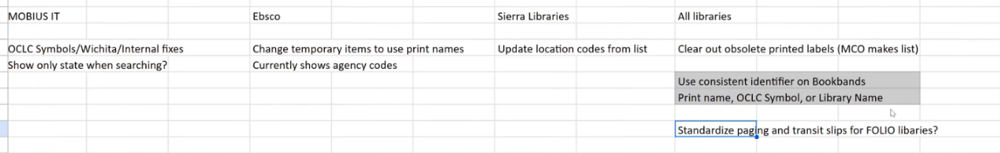 MOBIUS IT Ebsco Sierra Libraries All libraries
OCLC Symbols/Wichita/Internal fixes Change temporary items to use print names Update location codes from list Clear out obsolete printed labels (MCO makes list)
Show only state when searching? Currently shows agency codes
Use consistent identifier on Bookbands
Print name, OCLC Symbol, or Library Name
Standardize paging and transit slips for FOLIO libaries?